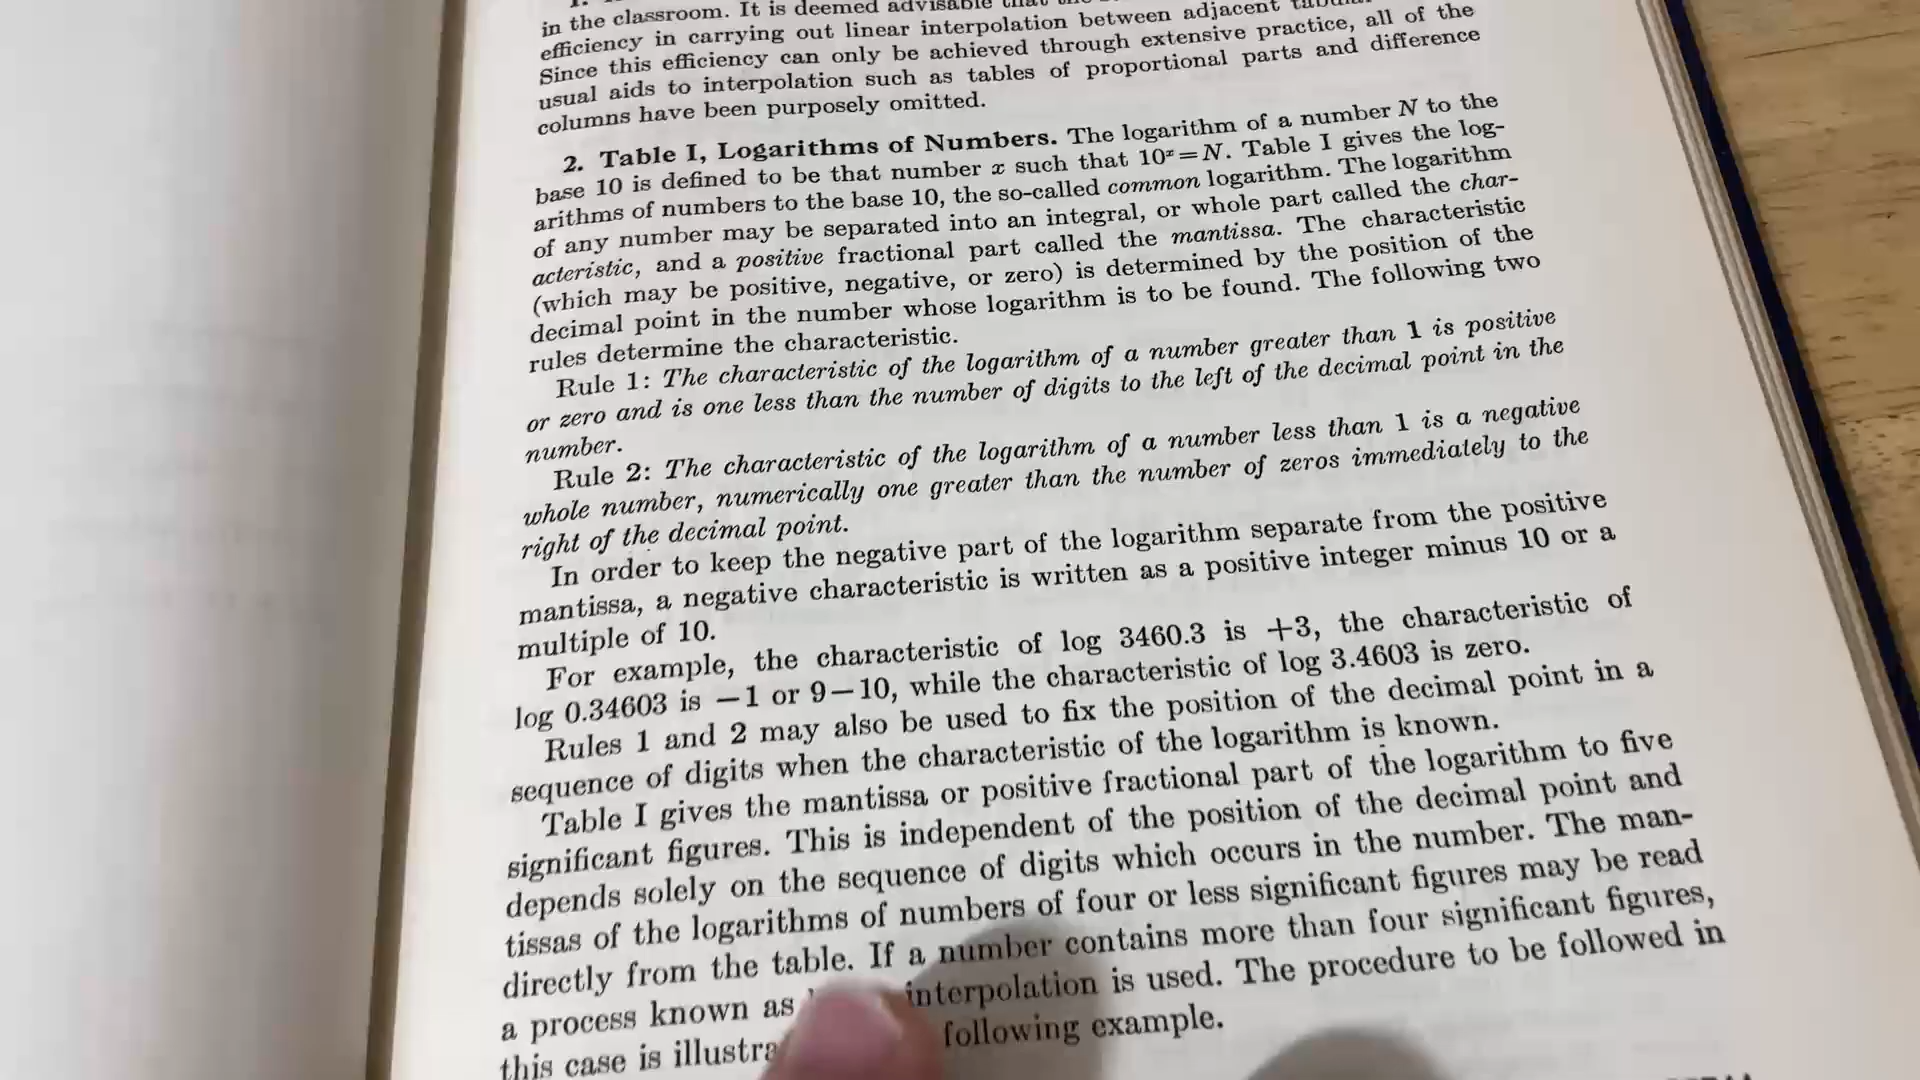 in the classroom. It is deemed advisable that the
efficiency in carrying out linear interpolation between adjacent
Since this efficiency can only be achieved through extensive practice, all of the
usual aids to interpolation such as tables of proportional parts and difference
columns have been purposely omitted.
2. Table I, Logarithms of Numbers. The logarithm of a number N to the
base 10 is defined to be that number x such that 10ˣ=N. Table I gives the log-
arithms of numbers to the base 10, the so-called common logarithm. The logarithm
of any number may be separated into an integral, or whole part called the char-
acteristic, and a positive fractional part called the mantissa. The characteristic
(which may be positive, negative, or zero) is determined by the position of the
decimal point in the number whose logarithm is to be found. The following two
rules determine the characteristic.
Rule 1: The characteristic of the logarithm of a number greater than 1 is positive
or zero and is one less than the number of digits to the left of the decimal point in the
number.
Rule 2: The characteristic of the logarithm of a number less than 1 is a negative
whole number, numerically one greater than the number of zeros immediately to the
right of the decimal point.
In order to keep the negative part of the logarithm separate from the positive
mantissa, a negative characteristic is written as a positive integer minus 10 or a
multiple of 10.
For example, the characteristic of log 3460.3 is +3, the characteristic of
log 0.34603 is −1 or 9−10, while the characteristic of log 3.4603 is zero.
Rules 1 and 2 may also be used to fix the position of the decimal point in a
sequence of digits when the characteristic of the logarithm is known.
Table I gives the mantissa or positive fractional part of the logarithm to five
significant figures. This is independent of the position of the decimal point and
depends solely on the sequence of digits which occurs in the number. The man-
tissas of the logarithms of numbers of four or less significant figures may be read
directly from the table. If a number contains more than four significant figures,
a process known as interpolation is used. The procedure to be followed in
this case is following example.